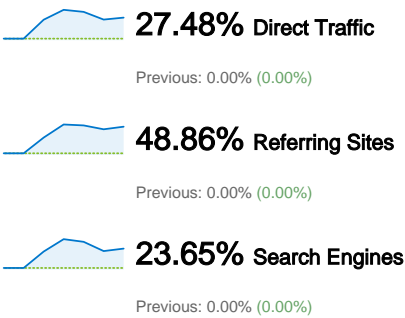 27.48% Direct Traffic
Previous: 0.00% (0.00%)
48.86% Referring Sites
Previous: 0.00% (0.00%)
23.65% Search Engines
Previous: 0.00% (0.00%)